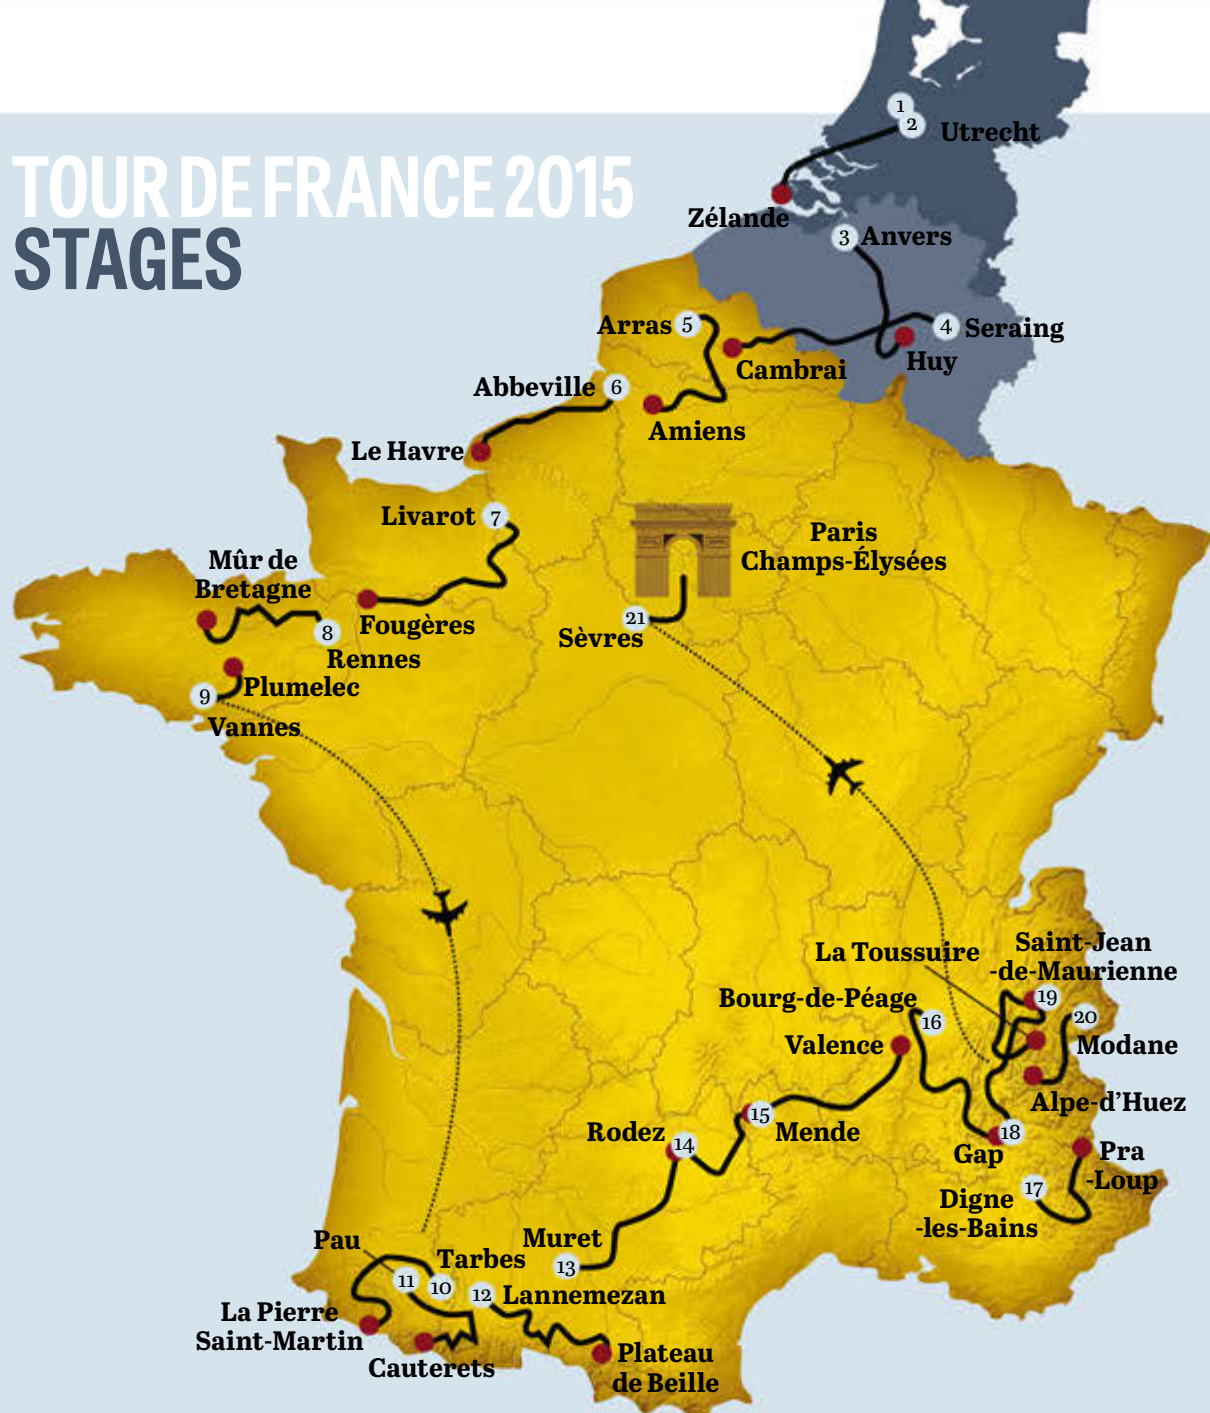 TOUR DE FRANCE 2015
STAGES
1
2
Utrecht
Zélande
3 Anvers
Arras 5
4 Seraing
Huy
Cambrai
Abbeville 6
Amiens
Le Havre
Livarot 7
Paris
Champs-Élysées
Mûr de
Bretagne
Fougères
8
Rennes
21
Sèvres
Plumelec
9
Vannes
La Toussuire
Saint-Jean
-de-Maurienne
19
Bourg-de-Péage
16
20
Valence
Modane
Alpe-d'Huez
15
Mende
Rodez 14
18
Gap
Pra
-Loup
17
Digne
-les-Bains
Pau
Tarbes
Muret
13
11
10
12 Lannemezan
La Pierre
Saint-Martin
Cauterets
Plateau
de Beille